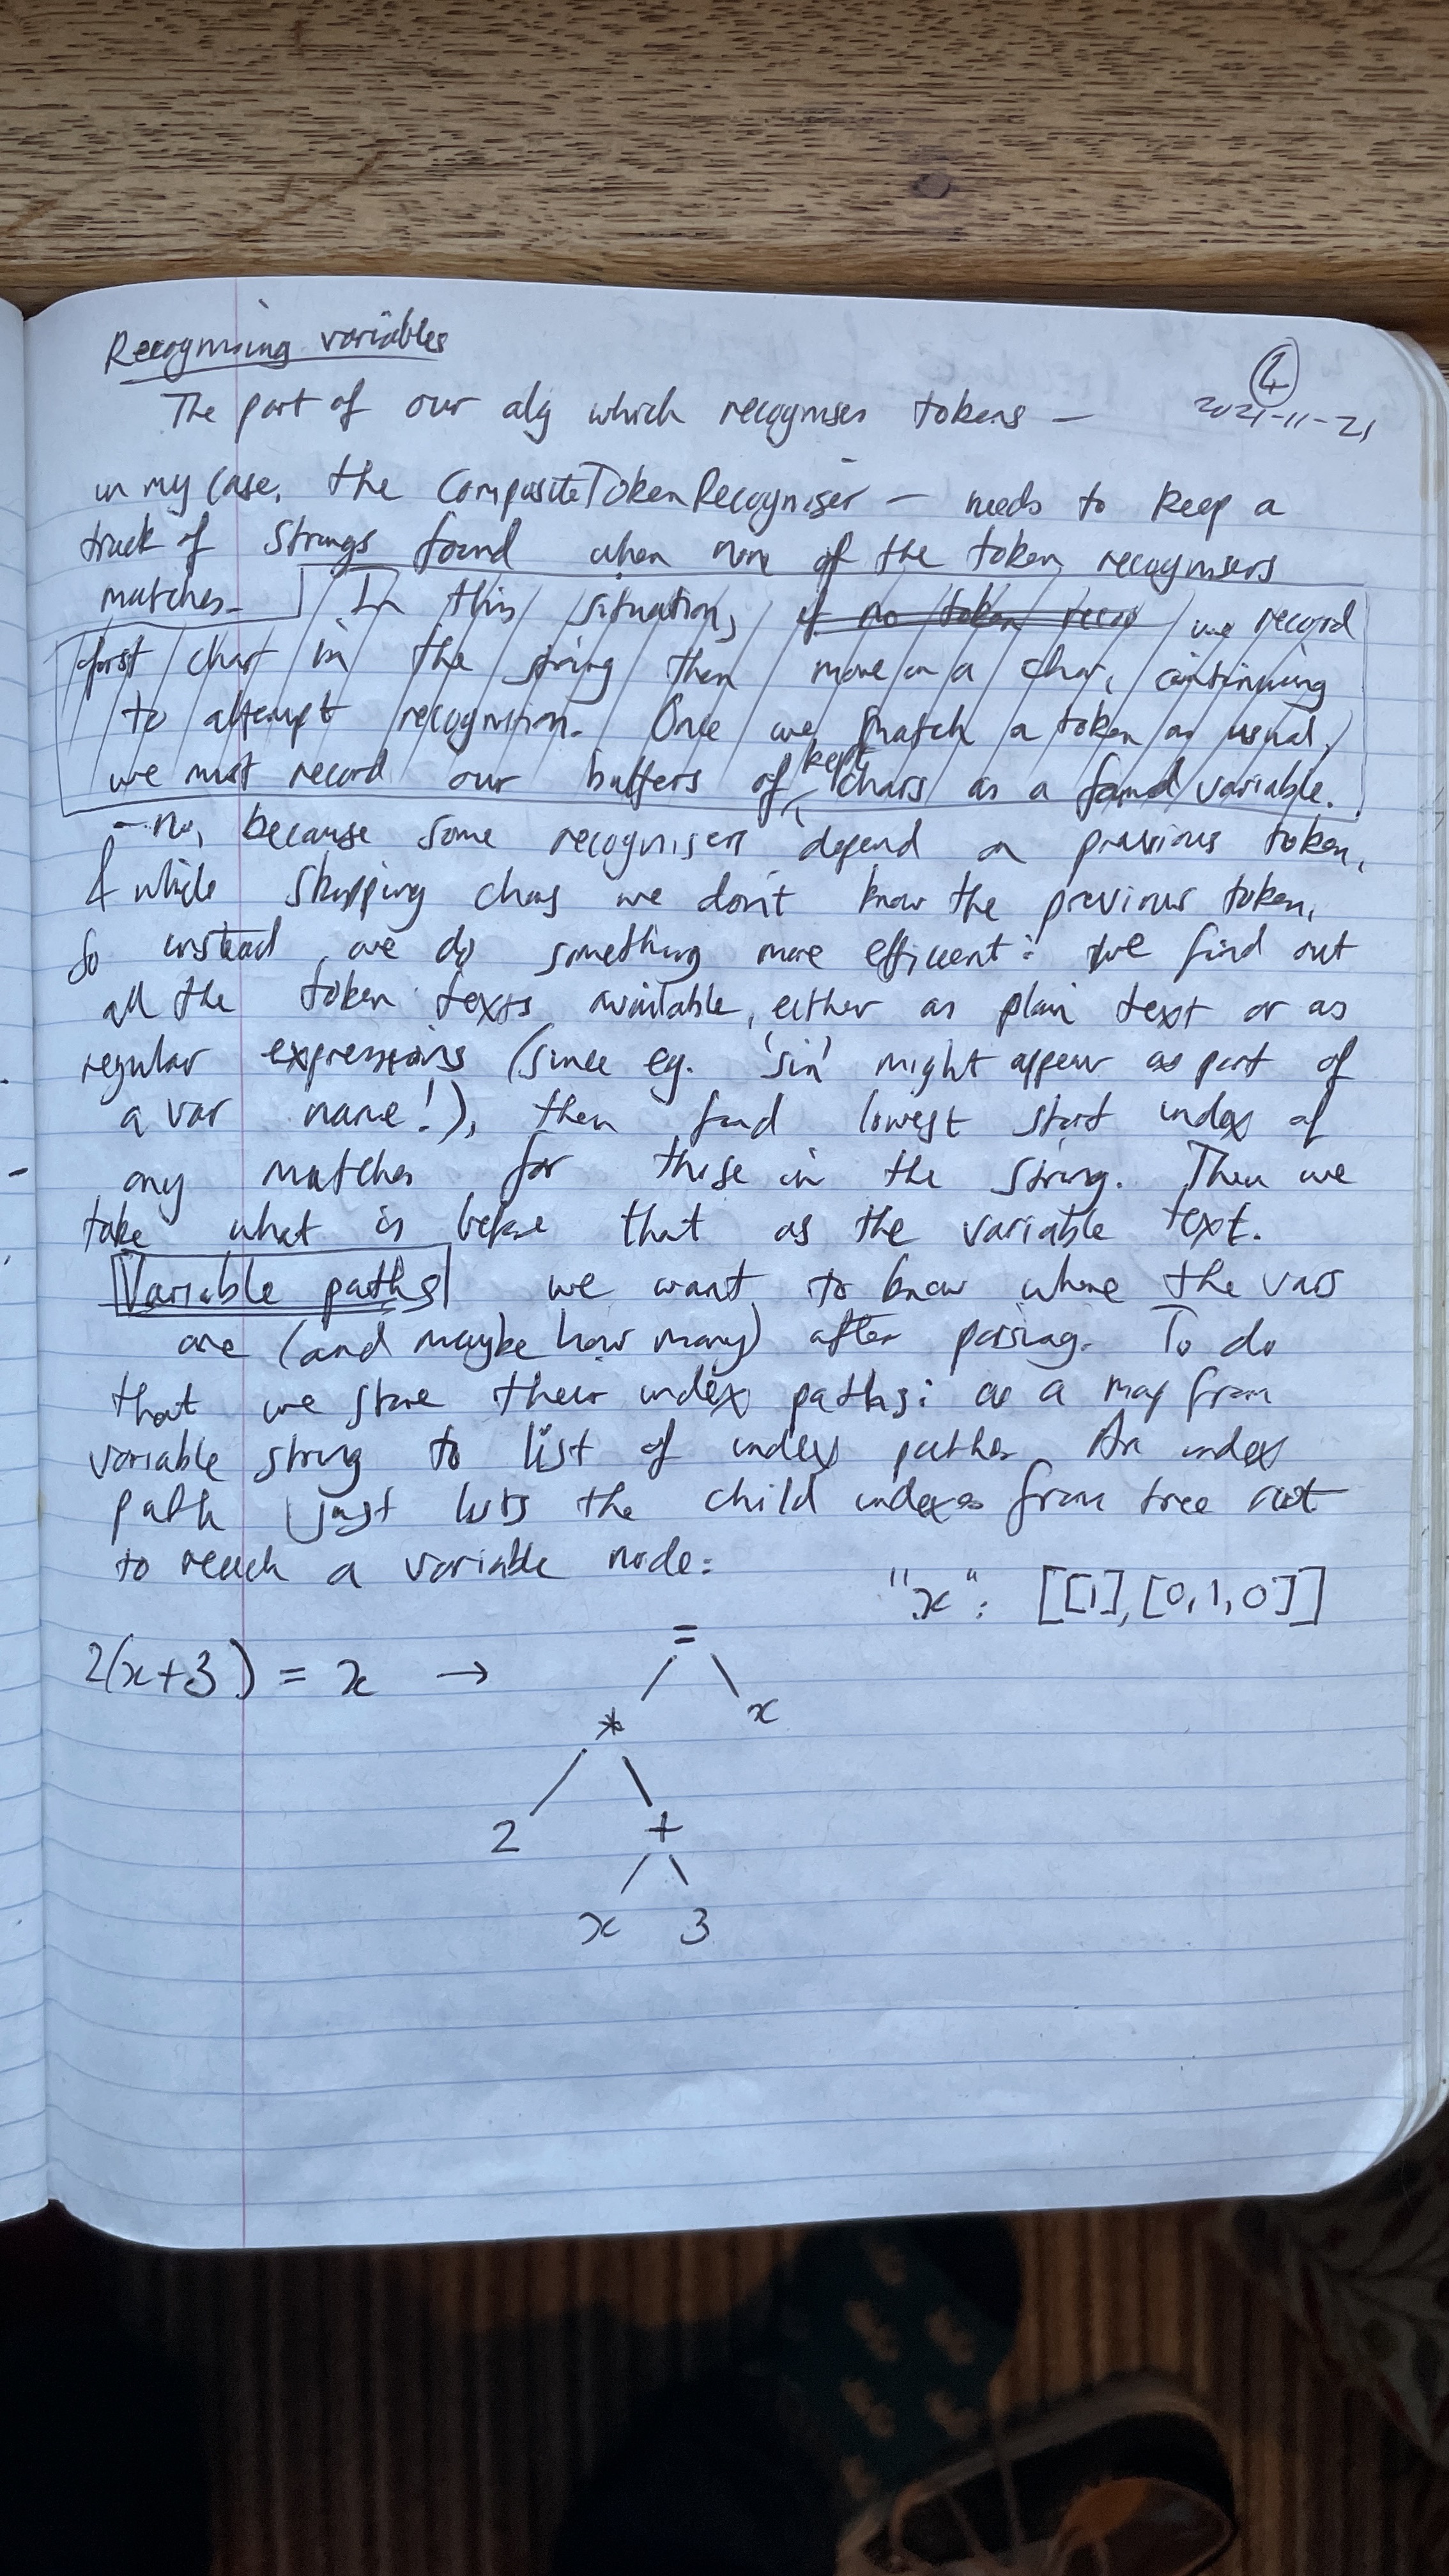 Recognising variables
④
The part of our alg which recognises tokens —
2021-11-21
in my case, the CompositeTokenRecogniser — needs to keep a
track of strings found when none of the token recognisers
matches. In this situation, if no token recog we record
first char in the string then move on a char, continuing
to attempt recognition. Once we match a token as usual,
we must record our buffers of kept chars as a found variable.
- no, because some recognisers depend on previous token,
& while skipping chars we don't know the previous token,
So instead we do something more efficient: we find out
all the token texts available, either as plain text or as
regular expressions (since eg. 'sin' might appear as part of
a var name!), then find lowest start index of
any matches for those in the string. Then we
take what is before that as the variable text.
Variable paths we want to know where the vars
are (and maybe how many) after parsing. To do
that we store their index paths: as a map from
variable string to list of index paths. An index
path just lists the child indexes from tree root
to reach a variable node:
"x": [[1],[0,1,0]]
2(x+3) = x →
=
* x
2 +
x 3